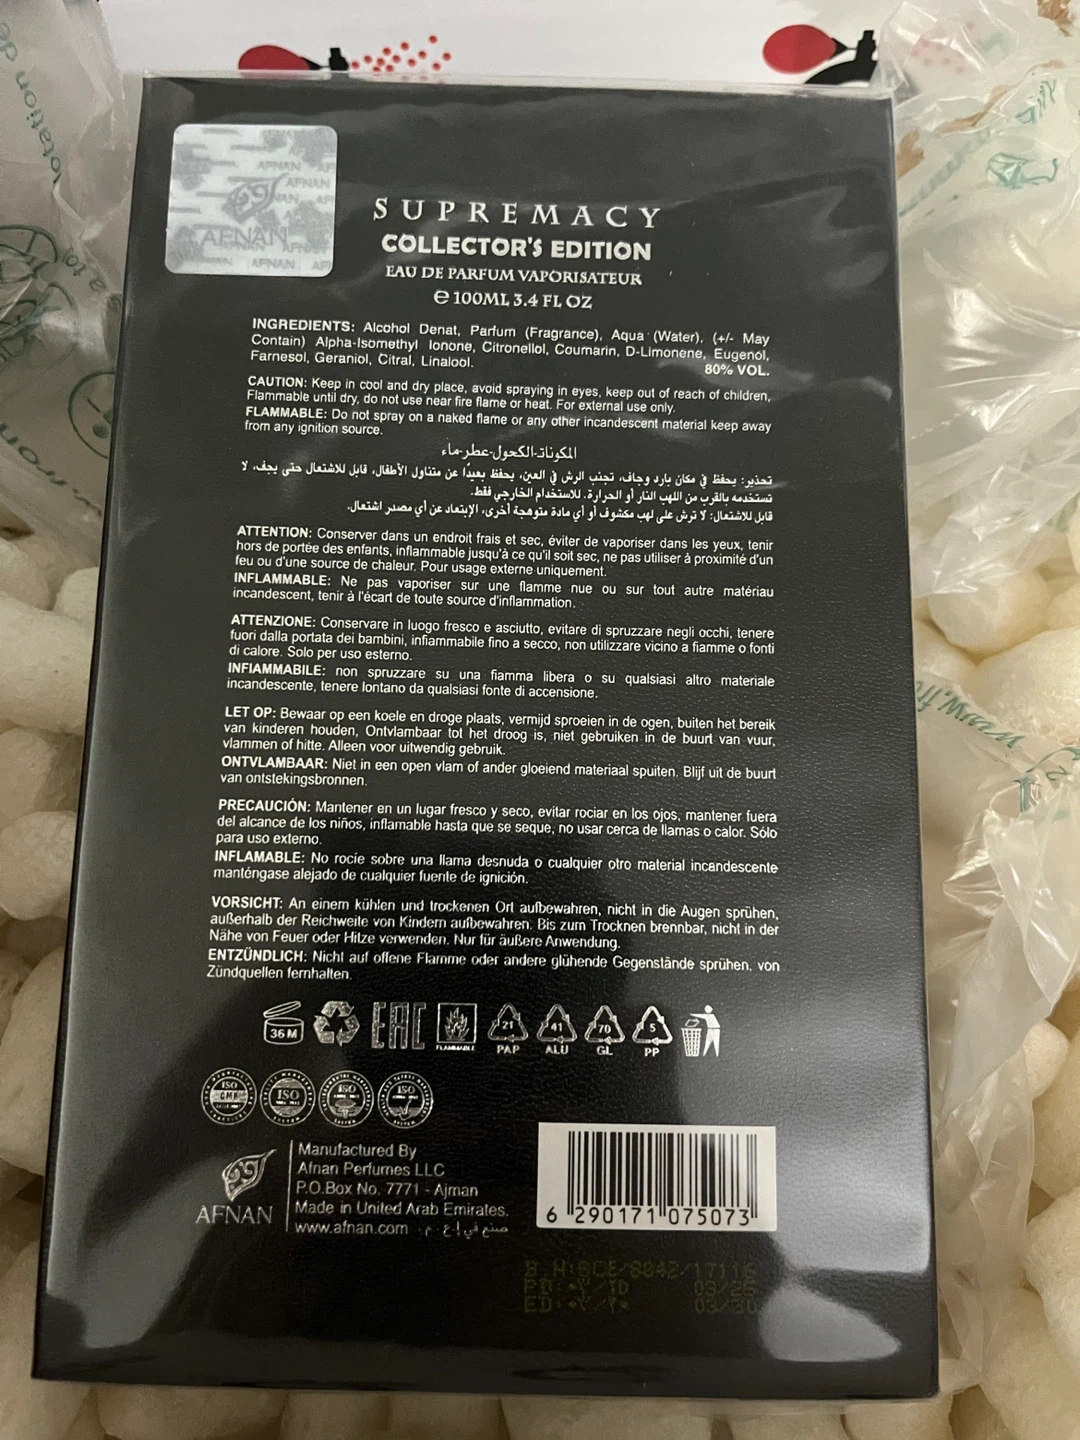 AFNAN
SUPREMACY
COLLECTOR'S EDITION
EAU DE PARFUM VAPORISATEUR
℮ 100ML 3.4 FL OZ
INGREDIENTS: Alcohol Denat, Parfum (Fragrance), Aqua (Water), (+/- May
Contain) Alpha-Isomethyl Ionone, Citronellol, Coumarin, D-Limonene, Eugenol,
Farnesol, Geraniol, Citral, Linalool.
80% VOL.
CAUTION: Keep in cool and dry place, avoid spraying in eyes, keep out of reach of children,
Flammable until dry, do not use near fire flame or heat. For external use only.
FLAMMABLE: Do not spray on a naked flame or any other incandescent material keep away
from any ignition source.
المكونات-الكحول-عطر-ماء
تحذير: يحفظ في مكان بارد وجاف، تجنب الرش في العين، يحفظ بعيداً عن متناول الأطفال، قابل للاشتعال حتى يجف، لا
تستخدمه بالقرب من اللهب النار أو الحرارة. للاستخدام الخارجي فقط.
قابل للاشتعال: لا ترش على لهب مكشوف أو أي مادة متوهجة أخرى، الإبتعاد عن أي مصدر اشتعال.
ATTENTION: Conserver dans un endroit frais et sec, éviter de vaporiser dans les yeux, tenir
hors de portée des enfants, inflammable jusqu'à ce qu'il soit sec, ne pas utiliser à proximité d'un
feu ou d'une source de chaleur. Pour usage externe uniquement.
INFLAMMABLE: Ne pas vaporiser sur une flamme nue ou sur tout autre matériau
incandescent, tenir à l'écart de toute source d'inflammation.
ATTENZIONE: Conservare in luogo fresco e asciutto, evitare di spruzzare negli occhi, tenere
fuori dalla portata dei bambini, infiammabile fino a secco, non utilizzare vicino a fiamme o fonti
di calore. Solo per uso esterno.
INFIAMMABILE: non spruzzare su una fiamma libera o su qualsiasi altro materiale
incandescente, tenere lontano da qualsiasi fonte di accensione.
LET OP: Bewaar op een koele en droge plaats, vermijd sproeien in de ogen, buiten het bereik
van kinderen houden, Ontvlambaar tot het droog is, niet gebruiken in de buurt van vuur,
vlammen of hitte. Alleen voor uitwendig gebruik.
ONTVLAMBAAR: Niet in een open vlam of ander gloeiend materiaal spuiten. Blijf uit de buurt
van ontstekingsbronnen.
PRECAUCIÓN: Mantener en un lugar fresco y seco, evitar rociar en los ojos, mantener fuera
del alcance de los niños, inflamable hasta que se seque, no usar cerca de llamas o calor. Sólo
para uso externo.
INFLAMABLE: No rocíe sobre una llama desnuda o cualquier otro material incandescente
manténgase alejado de cualquier fuente de ignición.
VORSICHT: An einem kühlen und trockenen Ort aufbewahren, nicht in die Augen sprühen,
außerhalb der Reichweite von Kindern aufbewahren. Bis zum Trocknen brennbar, nicht in der
Nähe von Feuer oder Hitze verwenden. Nur für äußere Anwendung.
ENTZÜNDLICH: Nicht auf offene Flamme oder andere glühende Gegenstände sprühen, von
Zündquellen fernhalten.
36 M EAC FLAMMABLE 21 PAP 41 ALU 70 GL 5 PP
ISO GMP ISO ISO ISO
Manufactured By
Afnan Perfumes LLC
P.O.Box No. 7771 - Ajman
Made in United Arab Emirates.
www.afnan.com صنع في إ.ع.م
AFNAN
6 290171 075073
03/30